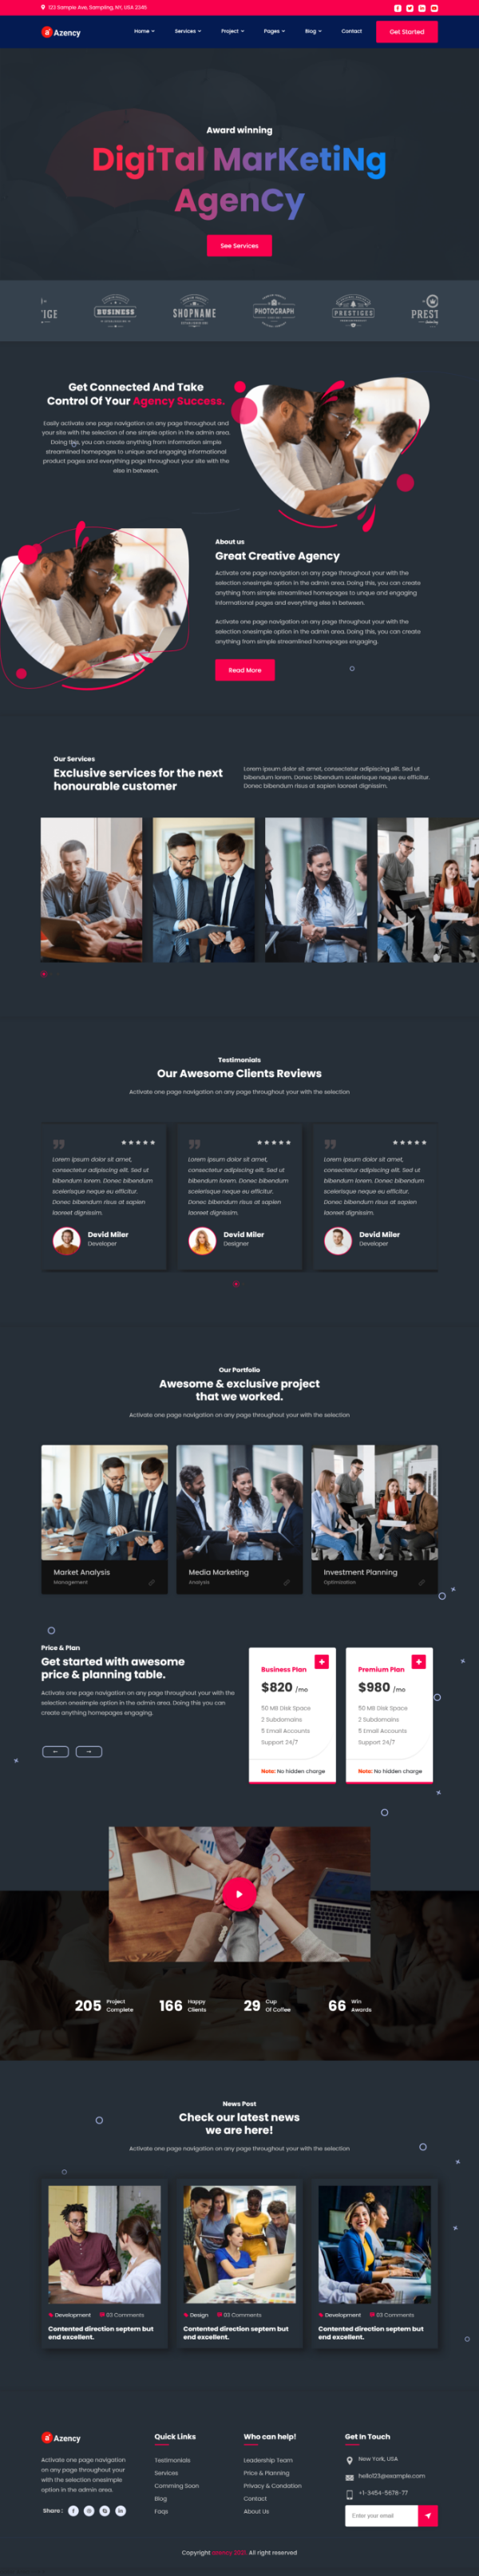 123 Sample Ave, Sampling, NY, USA 2345
Azency
Home
Services
Project
Pages
Blog
Contact
Get Started
Award winning
DigiTal MarKetiNg
AgenCy
See Services
BUSINESS
SHOPNAME
PHOTOGRAPH
PRESTIGES
PREST
Get Connected And Take
Control Of Your Agency Success.
Easily activate one page navigation on any page throughout and
your site with the selection of one simple option in the admin area.
Doing this, you can create anything from information simple
streamlined homepages to unique and engaging informational
product pages and everything page throughout your site with the
else in between.
About us
Great Creative Agency
Activate one page navigation on any page throughout your with the
selection onesimple option in the admin area. Doing this, you can create
anything from simple streamlined homepages to unque and engaging
informational pages and everything else in between.
Activate one page navigation on any page throughout your with the
selection onesimple option in the admin area. Doing this, you can create
anything from simple streamlined homepages engaging.
Read More
Our Services
Exclusive services for the next
honourable customer
Lorem ipsum dolor sit amet, consectetur adipiscing elit. Sed ut
bibendum lorem. Donec bibendum scelerisque neque eu efficitur.
Donec bibendum risus at sapien laoreet dignissim.
Testimonials
Our Awesome Clients Reviews
Activate one page navigation on any page throughout your with the selection
Lorem ipsum dolor sit amet,
consectetur adipiscing elit. Sed ut
bibendum lorem. Donec bibendum
scelerisque neque eu efficitur.
Donec bibendum risus at sapien
laoreet dignissim.
Devid Miler
Developer
Lorem ipsum dolor sit amet,
consectetur adipiscing elit. Sed ut
bibendum lorem. Donec bibendum
scelerisque neque eu efficitur.
Donec bibendum risus at sapien
laoreet dignissim.
Devid Miler
Designer
Lorem ipsum dolor sit amet,
consectetur adipiscing elit. Sed ut
bibendum lorem. Donec bibendum
scelerisque neque eu efficitur.
Donec bibendum risus at sapien
laoreet dignissim.
Devid Miler
Developer
Our Portfolio
Awesome & exclusive project
that we worked.
Activate one page navigation on any page throughout your with the selection
Market Analysis
Management
Media Marketing
Analysis
Investment Planning
Optimisation
Price & Plan
Get started with awesome
price & planning table.
Activate one page navigation on any page throughout your with the
selection onesimple option in the admin area. Doing this you can
create anything homepages engaging.
Business Plan
$820 /mo
50 MB Disk Space
2 Subdomains
5 Email Accounts
Support 24/7
Note: No hidden charge
Premium Plan
$980 /mo
50 MB Disk Space
2 Subdomains
5 Email Accounts
Support 24/7
Note: No hidden charge
205 Project
Complete
166 Happy
Clients
29 Cup
Of Coffee
66 Win
Awards
News Post
Check our latest news
we are here!
Activate one page navigation on any page throughout your with the selection
Development 03 Comments
Contented direction septem but
end excellent.
Design 03 Comments
Contented direction septem but
end excellent.
Development 03 Comments
Contented direction septem but
end excellent.
Azency
Activate one page navigation
on any page throughout your
with the selection onesimple
option in the admin area.
Share :
Quick Links
Testimonials
Services
Comming Soon
Blog
Faqs
Who can help!
Leadership Team
Price & Planning
Privacy & Condation
Contact
About Us
Get In Touch
New York, USA
hello123@example.com
+1-3454-5678-77
Enter your email
Copyright azency 2021. All right reserved